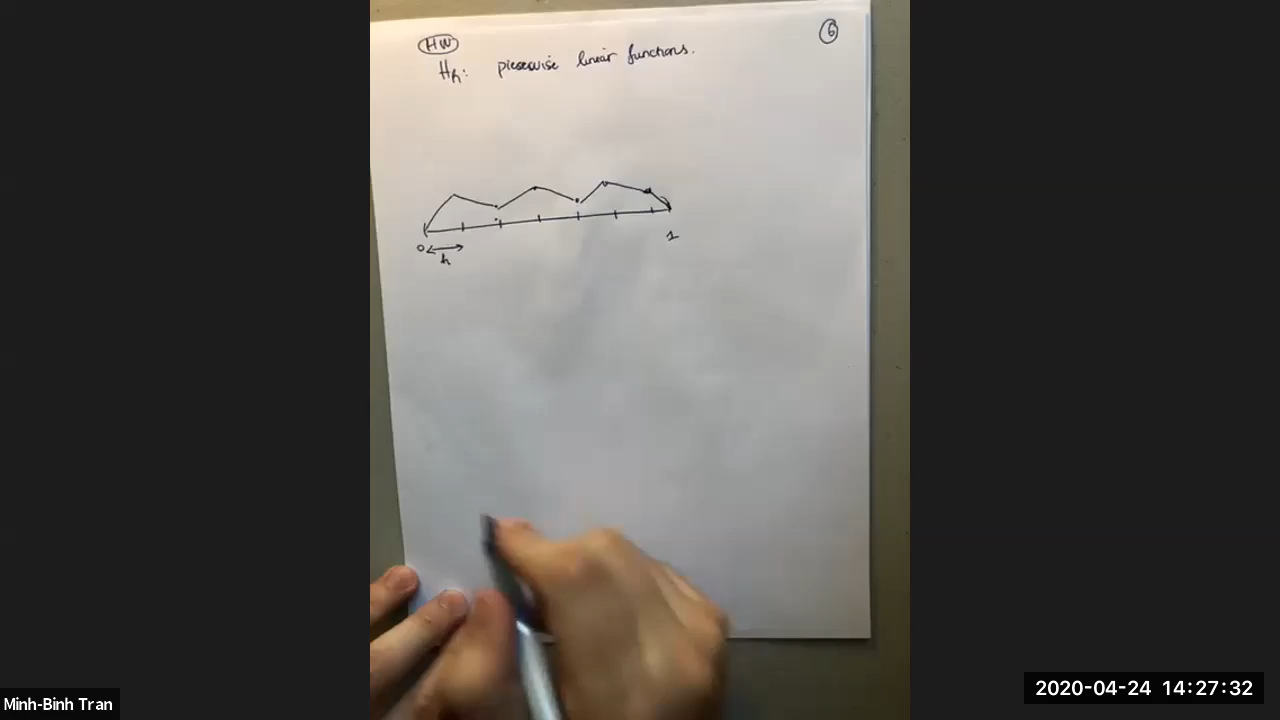 HW
6
H_h: piecewise linear functions.
0
h
1
Minh-Binh Tran
2020-04-24 14:27:32